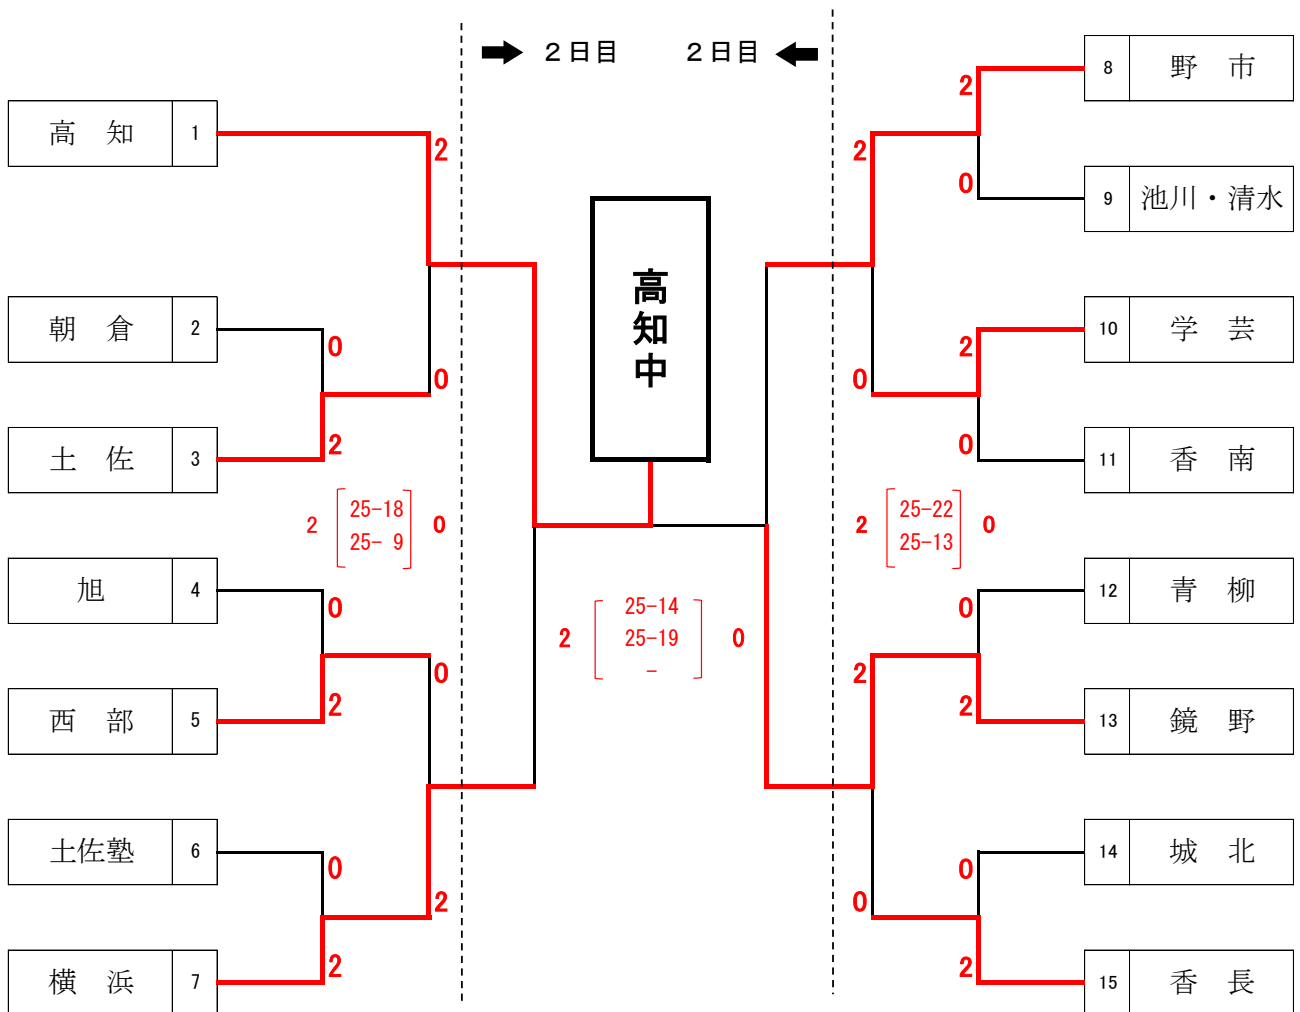 2日目
2日目
高 知 1
2
朝 倉 2
0
0
土 佐 3
2
2 25-18 0
25- 9
旭 4
0
0
西 部 5
2
土佐塾 6
0
2
横 浜 7
2
高知中
2 25-14 0
25-19
-
8 野 市
2
2
0
9 池川・清水
10 学 芸
2
0
0
11 香 南
2 25-22 0
25-13
12 青 柳
0
2
2
13 鏡 野
14 城 北
0
0
2
15 香 長